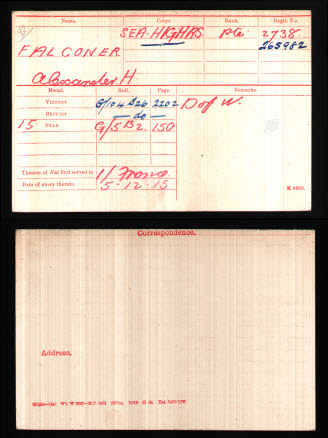 Name. Corps. Rank. Regtl. No.
FALCONER SEA-HIGHRS Pte 2738.
265982
Alexander. H.
Medal. Roll. Page. Remarks.
VICTORY G/104 B26 2202 D of W.
BRITISH — do —
15 STAR G/5 B2. 150
Theatre of War first served in 1/ France
Date of entry therein 5-12-15
K. 1380.
Correspondence.
Address.